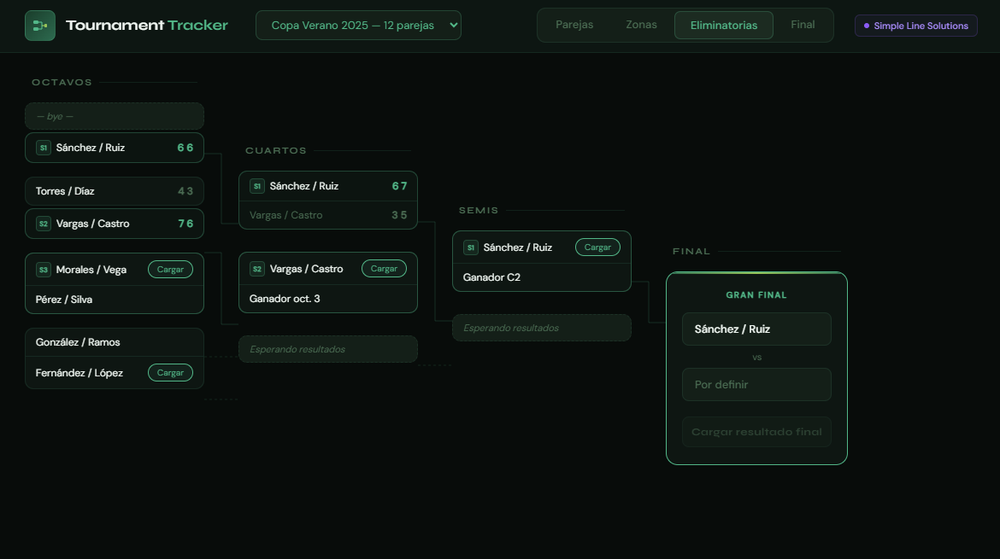 Tournament Tracker
Copa Verano 2025 — 12 parejas
Parejas
Zonas
Eliminatorias
Final
Simple Line Solutions
OCTAVOS
— bye —
S1 Sánchez / Ruiz 6 6
Torres / Díaz 4 3
S2 Vargas / Castro 7 6
S3 Morales / Vega Cargar
Pérez / Silva
González / Ramos
Fernández / López Cargar
CUARTOS
S1 Sánchez / Ruiz 6 7
Vargas / Castro 3 5
S2 Vargas / Castro Cargar
Ganador oct. 3
Esperando resultados
SEMIS
S1 Sánchez / Ruiz Cargar
Ganador C2
Esperando resultados
FINAL
GRAN FINAL
Sánchez / Ruiz
vs
Por definir
Cargar resultado final